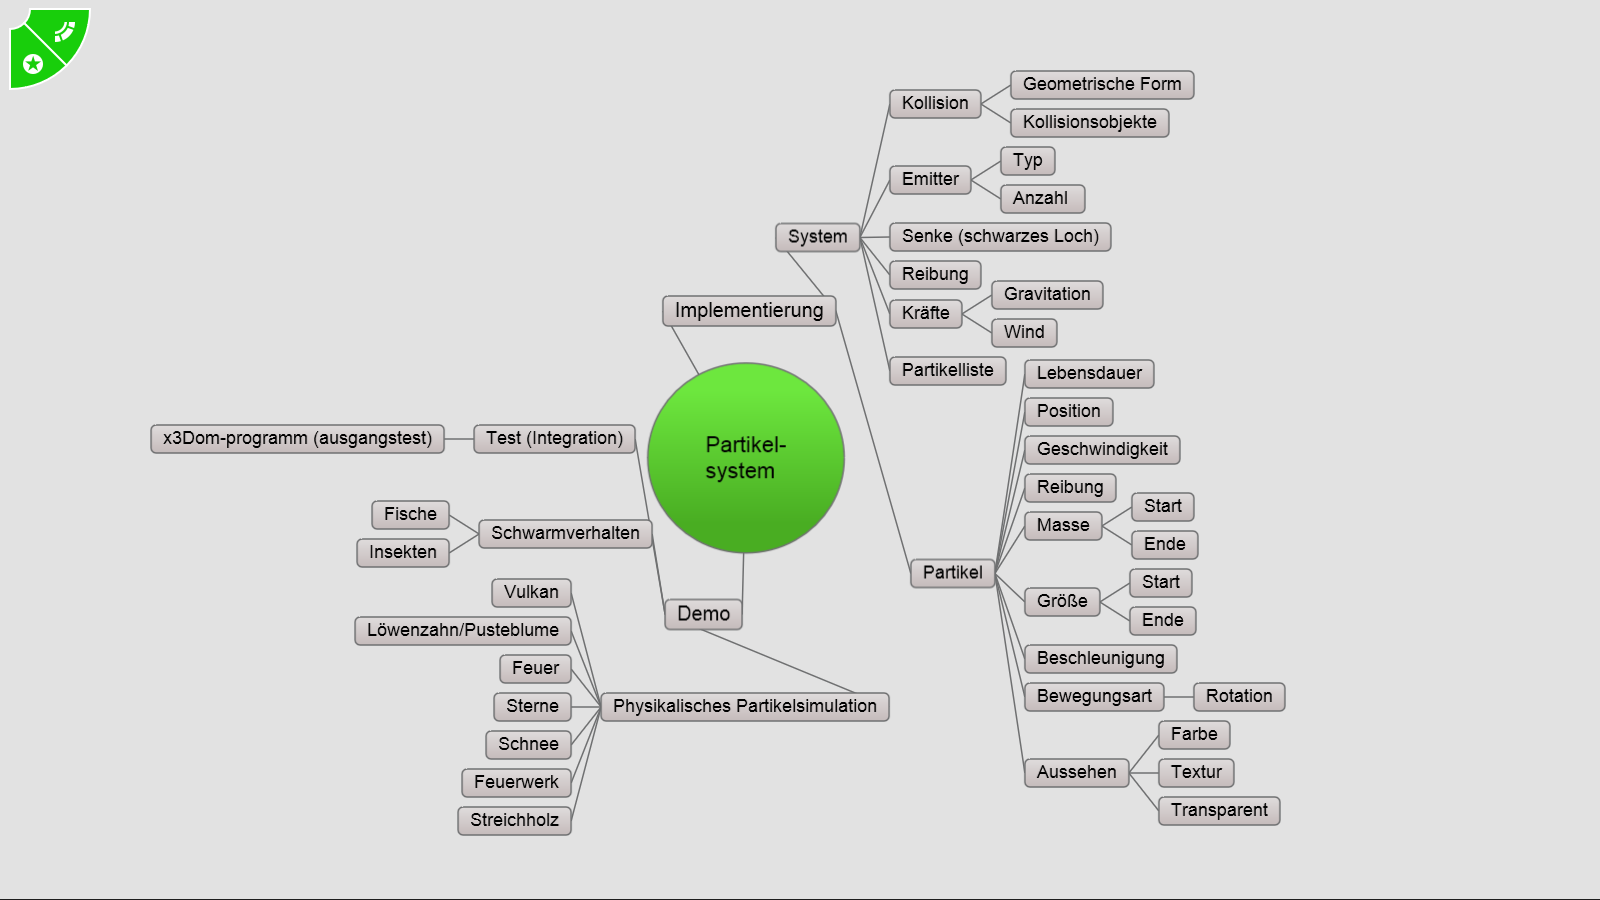 Partikel-
system
Implementierung
System
Kollision
Geometrische Form
Kollisionsobjekte
Emitter
Typ
Anzahl
Senke (schwarzes Loch)
Reibung
Kräfte
Gravitation
Wind
Partikelliste
Partikel
Lebensdauer
Position
Geschwindigkeit
Reibung
Masse
Start
Ende
Größe
Start
Ende
Beschleunigung
Bewegungsart
Rotation
Aussehen
Farbe
Textur
Transparent
Demo
Test (Integration)
x3Dom-programm (ausgangstest)
Schwarmverhalten
Fische
Insekten
Physikalisches Partikelsimulation
Vulkan
Löwenzahn/Pusteblume
Feuer
Sterne
Schnee
Feuerwerk
Streichholz